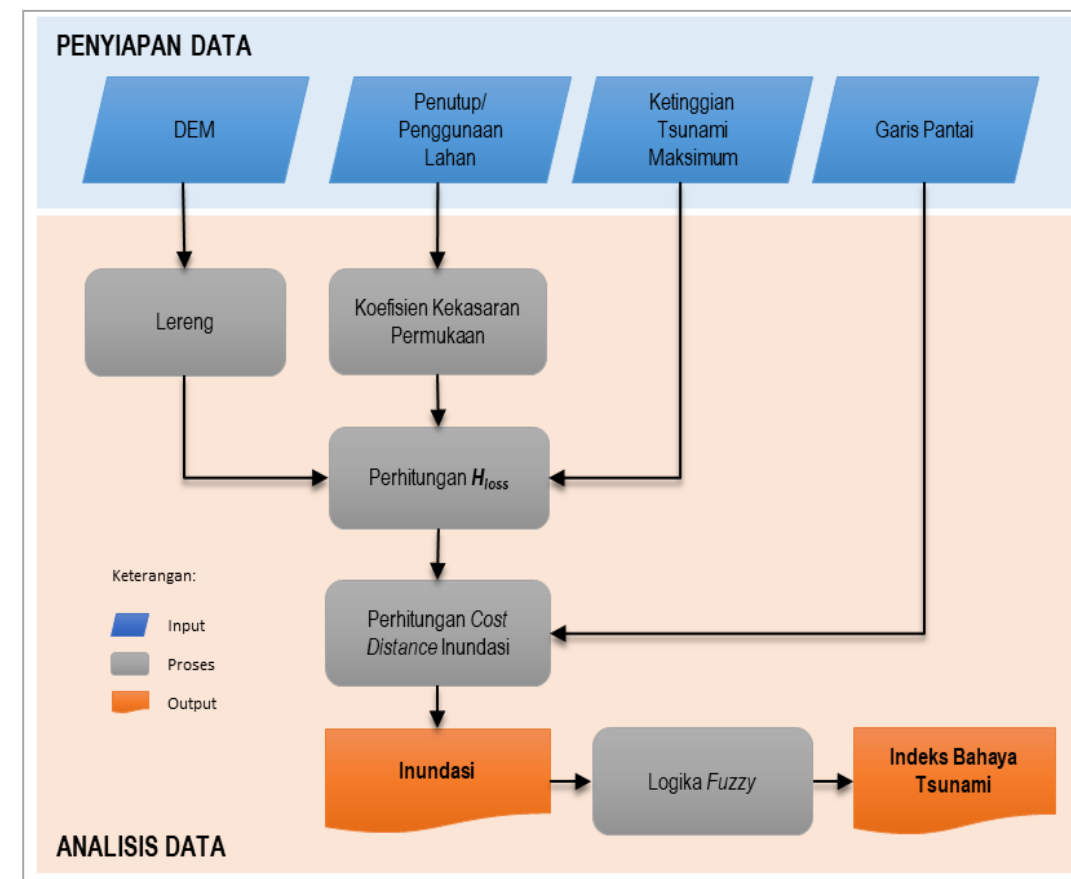 PENYIAPAN DATA
DEM
Penutup/
Penggunaan
Lahan
Ketinggian
Tsunami
Maksimum
Garis Pantai
Lereng
Koefisien Kekasaran
Permukaan
Perhitungan Hloss
Perhitungan Cost
Distance Inundasi
Keterangan:
Input
Proses
Output
Inundasi
Logika Fuzzy
Indeks Bahaya
Tsunami
ANALISIS DATA